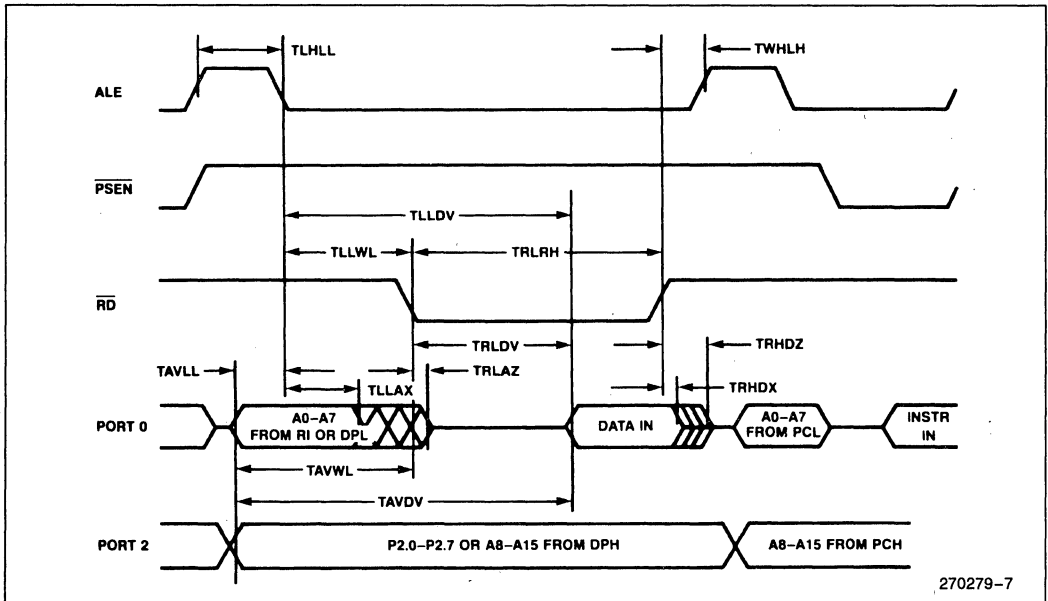 TLHLL
TWHLH
ALE
PSEN
TLLDV
TLLWL
TRLRH
RD
TRLDV
TRHDZ
TAVLL
TRLAZ
TLLAX
TRHDX
PORT 0
A0–A7
FROM RI OR DPL
DATA IN
A0–A7
FROM PCL
INSTR
IN
TAVWL
TAVDV
PORT 2
P2.0–P2.7 OR A8–A15 FROM DPH
A8–A15 FROM PCH
270279–7